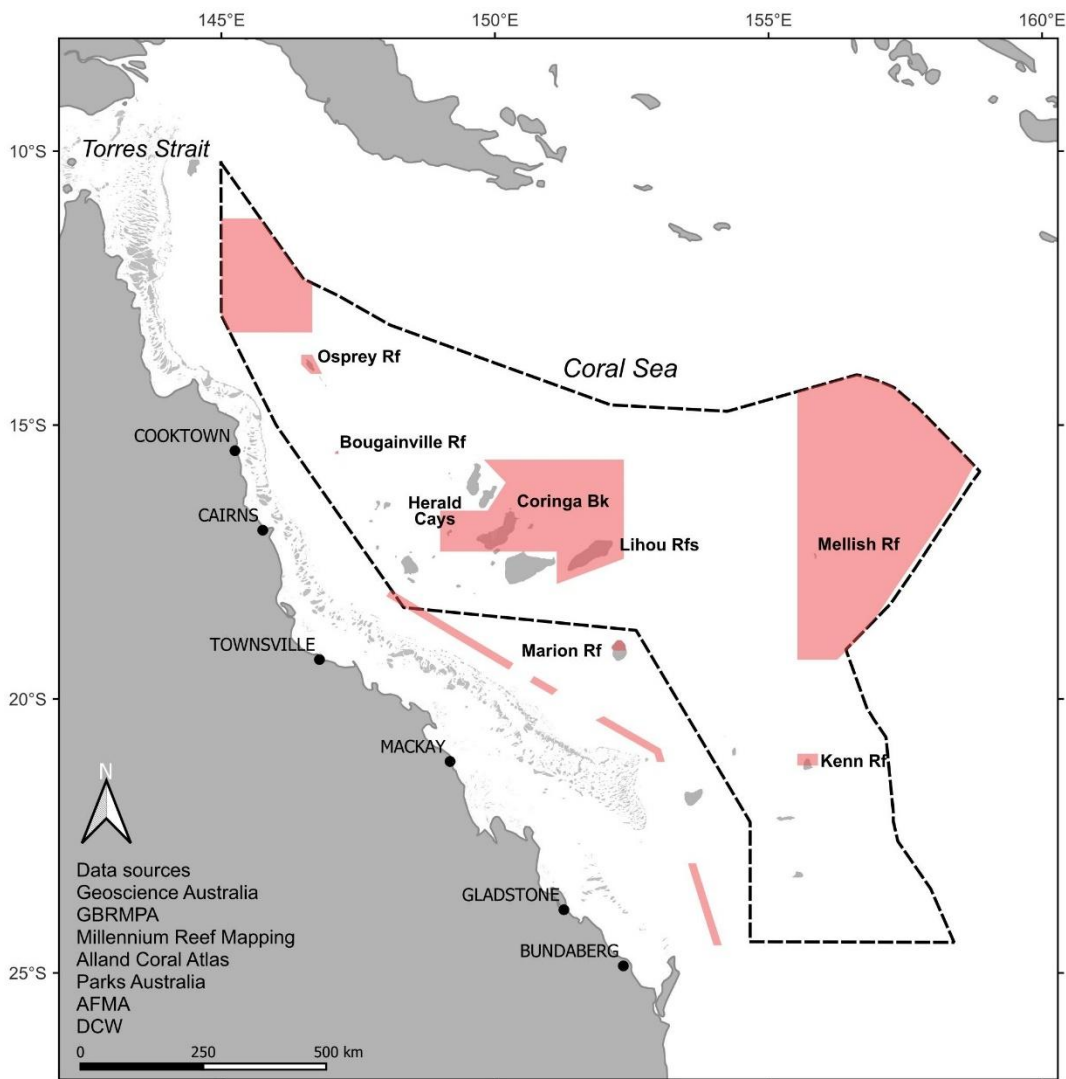 145°E 150°E 155°E 160°E
10°S
Torres Strait
Osprey Rf
Coral Sea
15°S
COOKTOWN
Bougainville Rf
Herald
Cays
Coringa Bk
CAIRNS
Lihou Rfs
Mellish Rf
TOWNSVILLE
Marion Rf
20°S
MACKAY
Kenn Rf
N
Data sources
Geoscience Australia
GBRMPA
Millennium Reef Mapping
Alland Coral Atlas
Parks Australia
AFMA
DCW
GLADSTONE
BUNDABERG
25°S
0 250 500 km